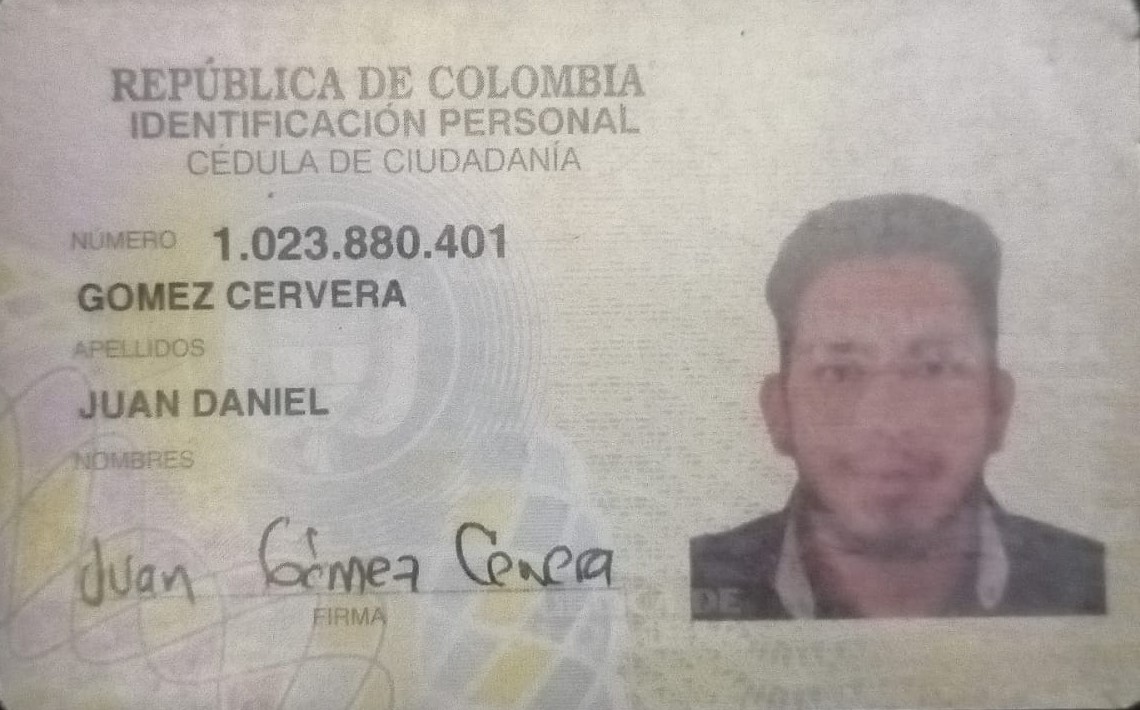 REPÚBLICA DE COLOMBIA
IDENTIFICACIÓN PERSONAL
CÉDULA DE CIUDADANÍA
NÚMERO 1.023.880.401
GOMEZ CERVERA
APELLIDOS
JUAN DANIEL
NOMBRES
Juan Gómez Cervera
FIRMA
DE